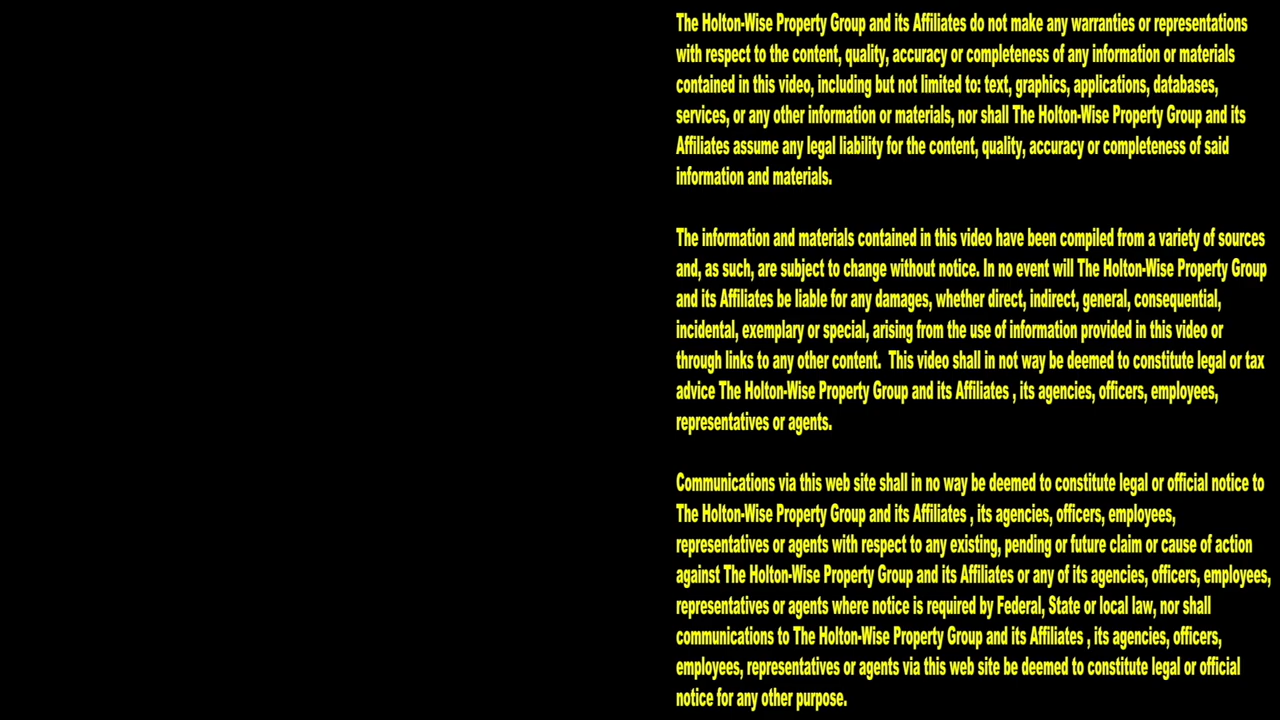 The Holton-Wise Property Group and its Affiliates do not make any warranties or representations
with respect to the content, quality, accuracy or completeness of any information or materials
contained in this video, including but not limited to: text, graphics, applications, databases,
services, or any other information or materials, nor shall The Holton-Wise Property Group and its
Affiliates assume any legal liability for the content, quality, accuracy or completeness of said
information and materials.
The information and materials contained in this video have been compiled from a variety of sources
and, as such, are subject to change without notice. In no event will The Holton-Wise Property Group
and its Affiliates be liable for any damages, whether direct, indirect, general, consequential,
incidental, exemplary or special, arising from the use of information provided in this video or
through links to any other content.  This video shall in not way be deemed to constitute legal or tax
advice The Holton-Wise Property Group and its Affiliates , its agencies, officers, employees,
representatives or agents.
Communications via this web site shall in no way be deemed to constitute legal or official notice to
The Holton-Wise Property Group and its Affiliates , its agencies, officers, employees,
representatives or agents with respect to any existing, pending or future claim or cause of action
against The Holton-Wise Property Group and its Affiliates or any of its agencies, officers, employees,
representatives or agents where notice is required by Federal, State or local law, nor shall
communications to The Holton-Wise Property Group and its Affiliates , its agencies, officers,
employees, representatives or agents via this web site be deemed to constitute legal or official
notice for any other purpose.